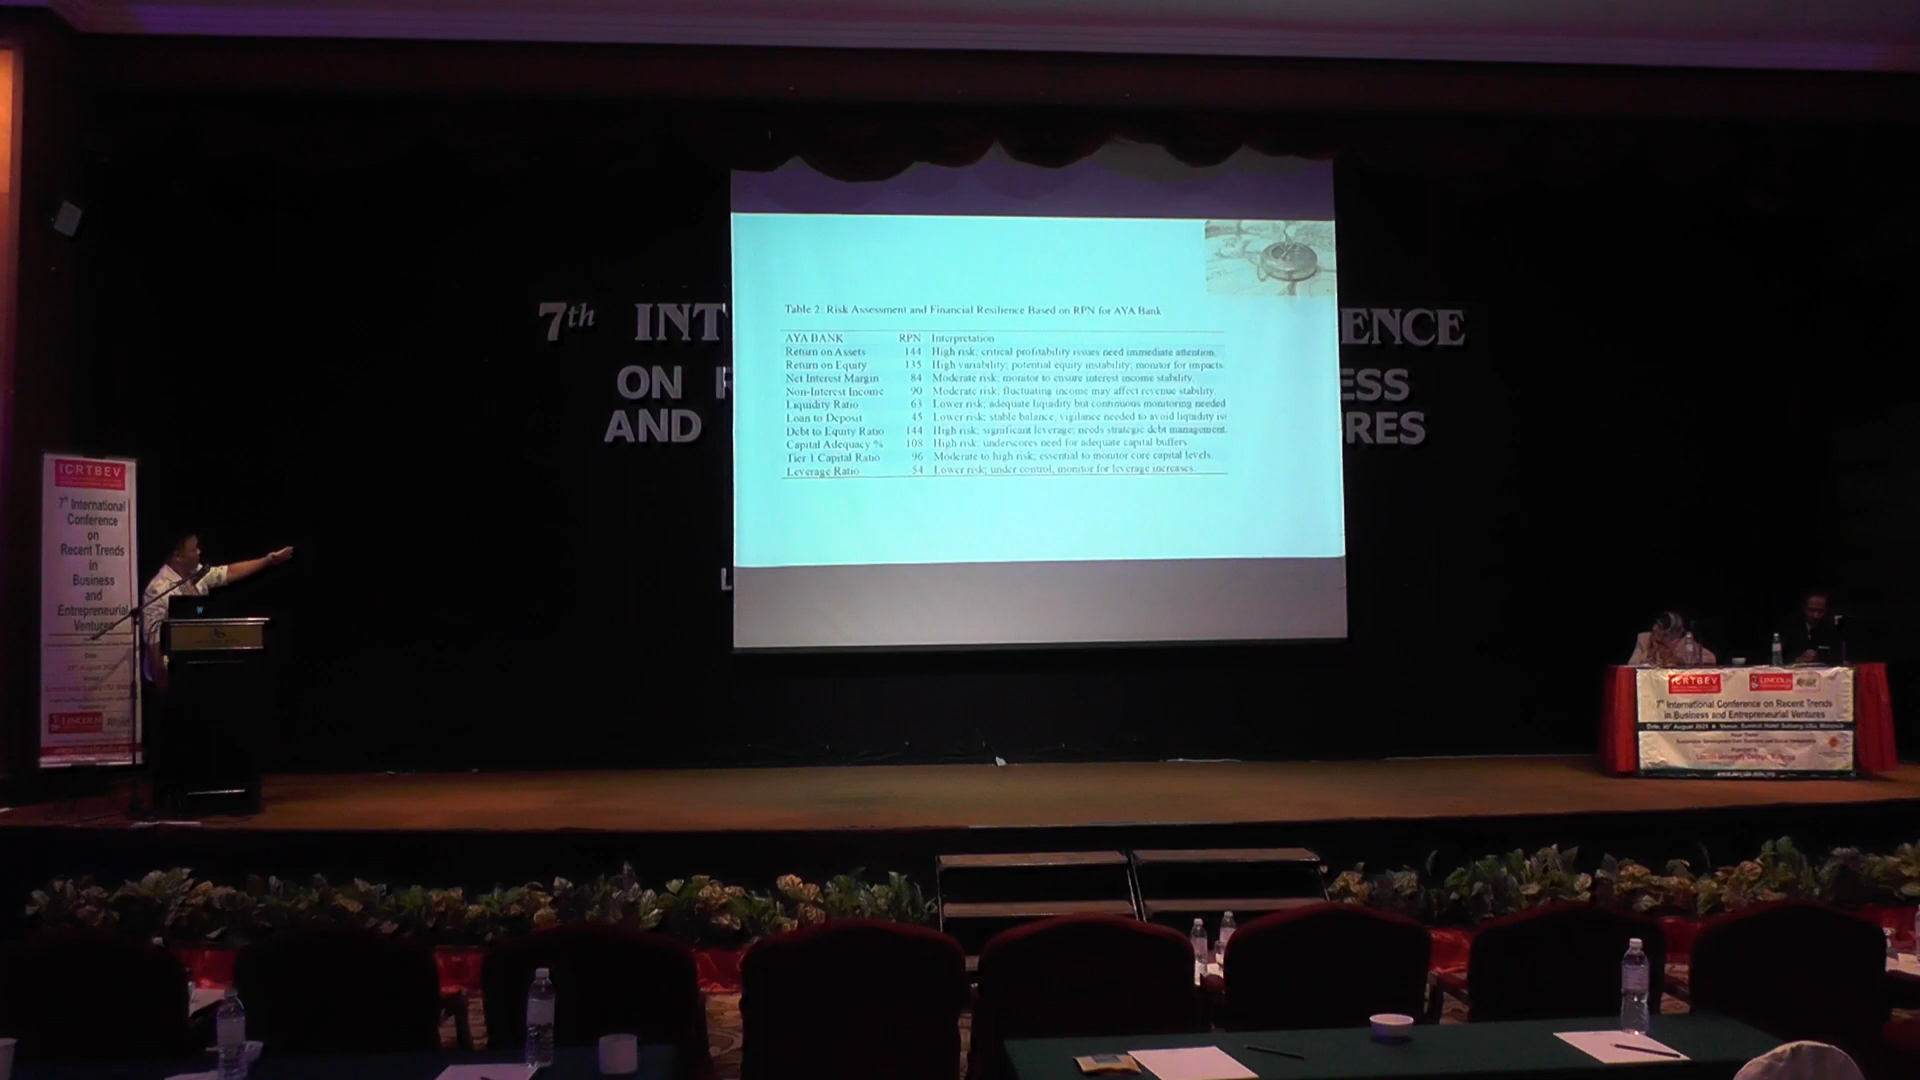 7th INT ENCE
ON ESS
AND RES
L
Table 2: Risk Assessment and Financial Resilience Based on RPN for AYA Bank
AYA BANK RPN Interpretation
Return on Assets 144 High risk; critical profitability issues need immediate attention.
Return on Equity 135 High variability; potential equity instability; monitor for impacts.
Net Interest Margin 84 Moderate risk; monitor to ensure interest income stability.
Non-Interest Income 90 Moderate risk; fluctuating income may affect revenue stability.
Liquidity Ratio 63 Lower risk; adequate liquidity but continuous monitoring needed
Loan to Deposit 45 Lower risk; stable balance, vigilance needed to avoid liquidity iss
Debt to Equity Ratio 144 High risk; significant leverage; needs strategic debt management.
Capital Adequacy % 108 High risk; underscores need for adequate capital buffers.
Tier 1 Capital Ratio 96 Moderate to high risk; essential to monitor core capital levels.
Leverage Ratio 54 Lower risk; under control, monitor for leverage increases.
ICRTBEV
7th International
Conference
on
Recent Trends
in
Business
and
Entrepreneurial
Ventures
LINCOLN
ICRTBEV
LINCOLN
7th International Conference on Recent Trends
in Business and Entrepreneurial Ventures